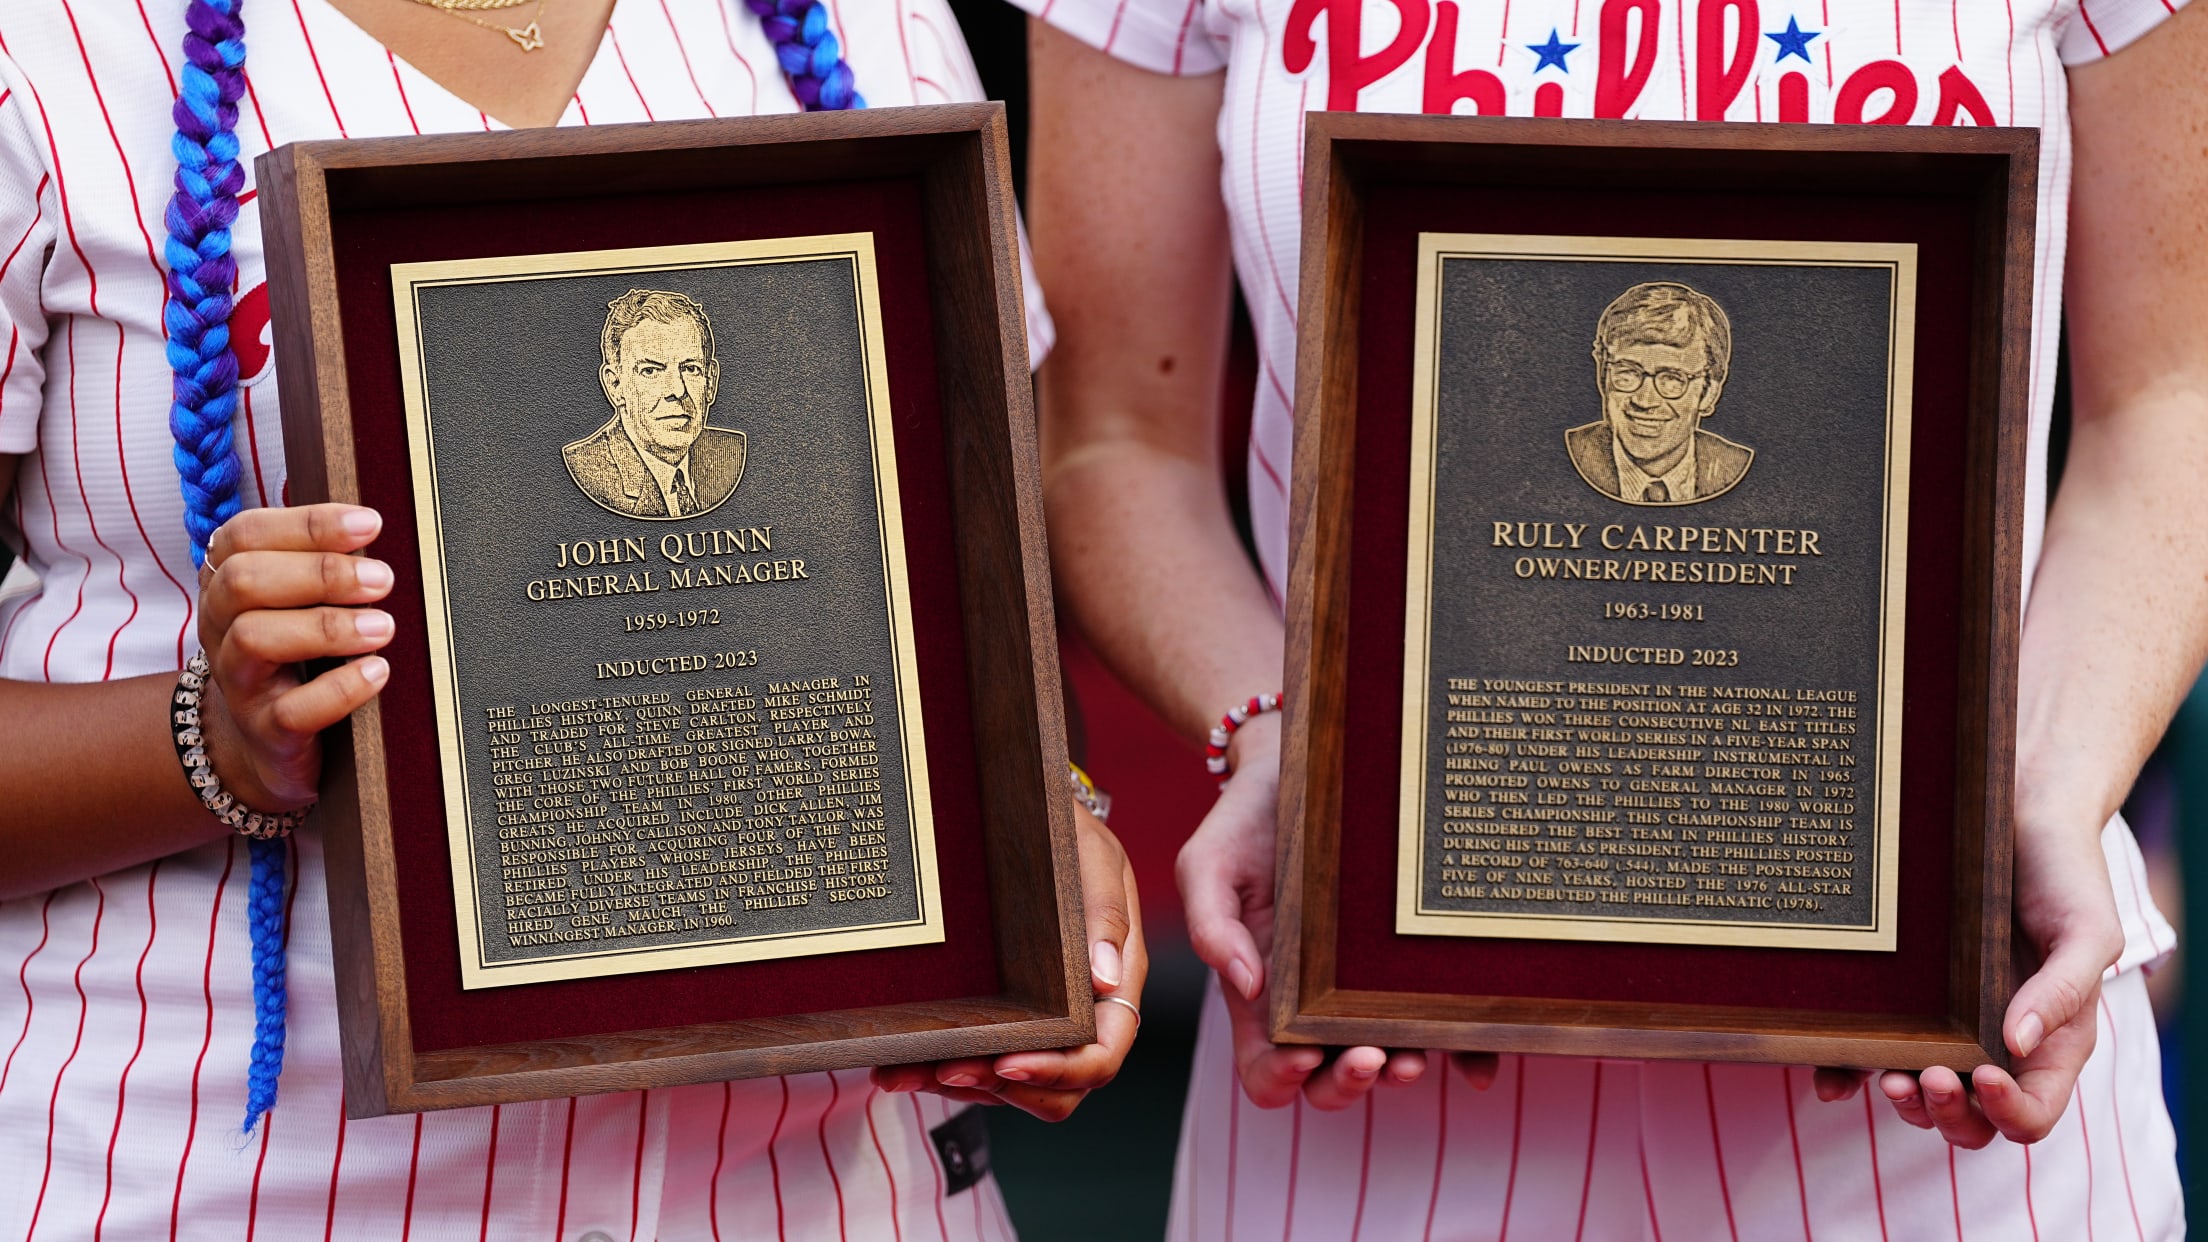 Phillies
JOHN QUINN
GENERAL MANAGER
1959-1972
INDUCTED 2023
THE LONGEST-TENURED GENERAL MANAGER IN
PHILLIES HISTORY, QUINN DRAFTED MIKE SCHMIDT
AND TRADED FOR STEVE CARLTON, RESPECTIVELY
THE CLUB'S ALL-TIME GREATEST PLAYER AND
PITCHER. HE ALSO DRAFTED OR SIGNED LARRY BOWA,
GREG LUZINSKI AND BOB BOONE WHO, TOGETHER
WITH THOSE TWO FUTURE HALL OF FAMERS, FORMED
THE CORE OF THE PHILLIES' FIRST WORLD SERIES
CHAMPIONSHIP TEAM IN 1980. OTHER PHILLIES
GREATS HE ACQUIRED INCLUDE DICK ALLEN, JIM
BUNNING, JOHNNY CALLISON AND TONY TAYLOR. WAS
RESPONSIBLE FOR ACQUIRING FOUR OF THE NINE
PHILLIES PLAYERS WHOSE JERSEYS HAVE BEEN
RETIRED. UNDER HIS LEADERSHIP, THE PHILLIES
BECAME FULLY INTEGRATED AND FIELDED THE FIRST
RACIALLY DIVERSE TEAMS IN FRANCHISE HISTORY.
HIRED GENE MAUCH, THE PHILLIES' SECOND-
WINNINGEST MANAGER, IN 1960.
RULY CARPENTER
OWNER/PRESIDENT
1963-1981
INDUCTED 2023
THE YOUNGEST PRESIDENT IN THE NATIONAL LEAGUE
WHEN NAMED TO THE POSITION AT AGE 32 IN 1972. THE
PHILLIES WON THREE CONSECUTIVE NL EAST TITLES
AND THEIR FIRST WORLD SERIES IN A FIVE-YEAR SPAN
(1976-80) UNDER HIS LEADERSHIP. INSTRUMENTAL IN
HIRING PAUL OWENS AS FARM DIRECTOR IN 1965.
PROMOTED OWENS TO GENERAL MANAGER IN 1972
WHO THEN LED THE PHILLIES TO THE 1980 WORLD
SERIES CHAMPIONSHIP. THIS CHAMPIONSHIP TEAM IS
CONSIDERED THE BEST TEAM IN PHILLIES HISTORY.
DURING HIS TIME AS PRESIDENT, THE PHILLIES POSTED
A RECORD OF 763-640 (.544), MADE THE POSTSEASON
FIVE OF NINE YEARS, HOSTED THE 1976 ALL-STAR
GAME AND DEBUTED THE PHILLIE PHANATIC (1978).